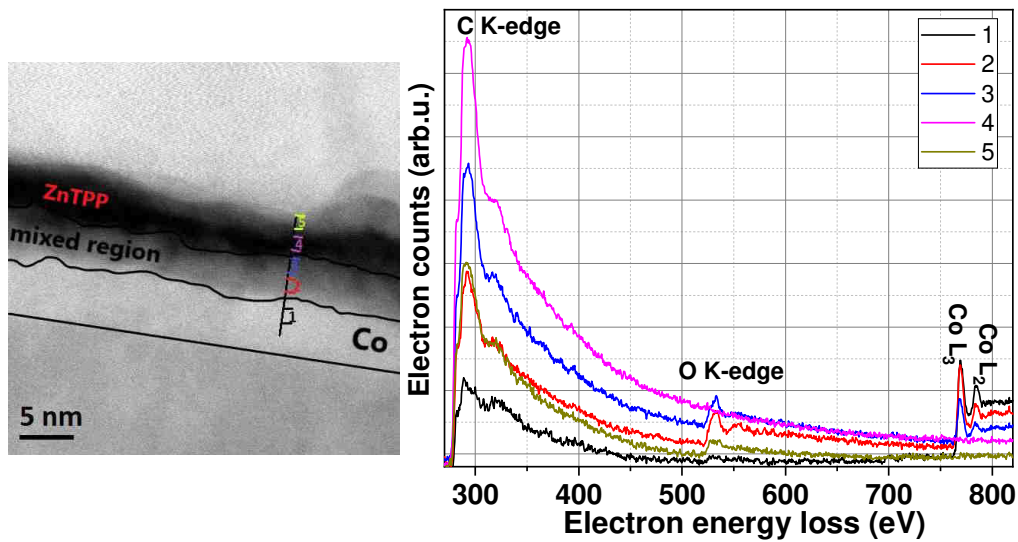 ZnTPP
mixed region
Co
5 nm
1
2
3
4
5
C K-edge
1
2
3
4
5
O K-edge
Co L3
Co L2
Electron counts (arb.u.)
300 400 500 600 700 800
Electron energy loss (eV)